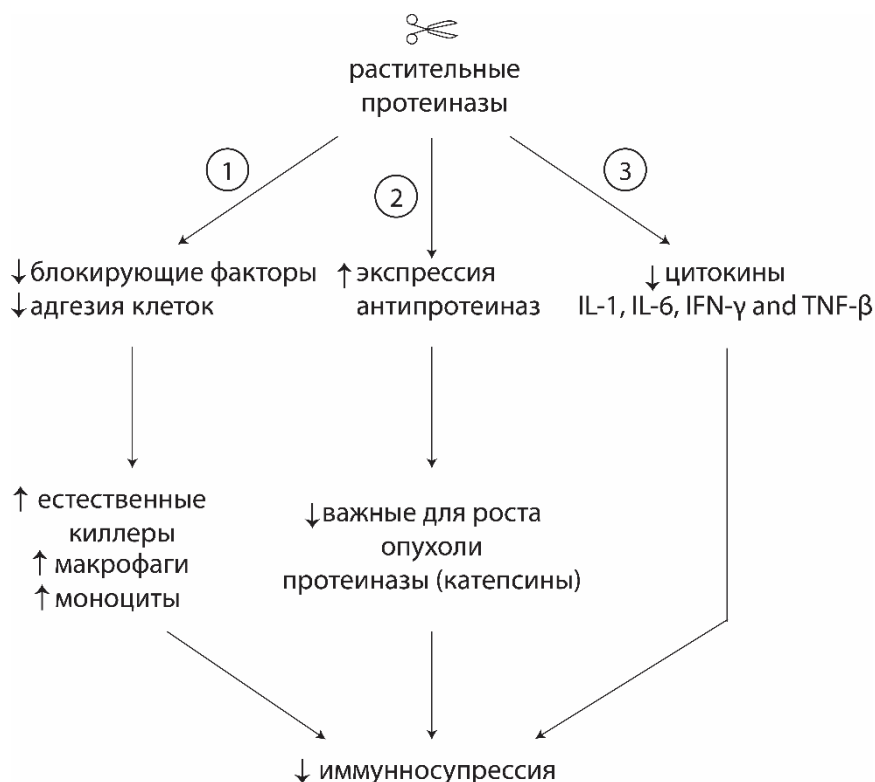 растительные
протеиназы
1
2
3
↓блокирующие факторы
↓адгезия клеток
↑ экспрессия
антипротеиназ
↓ цитокины
IL-1, IL-6, IFN-γ and TNF-β
↑ естественные
киллеры
↑ макрофаги
↑ моноциты
↓важные для роста
опухоли
протеиназы (катепсины)
↓ иммунносупрессия